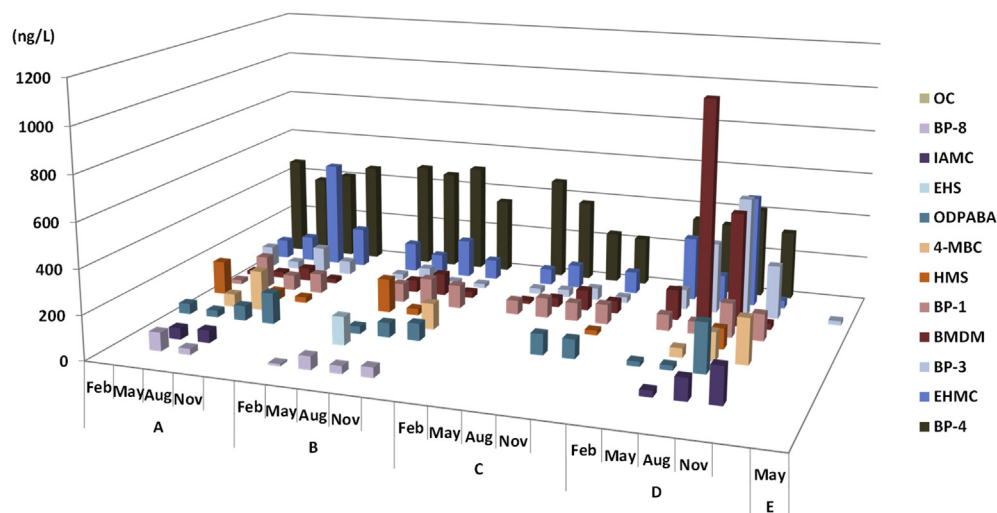 (ng/L)
1200
1000
800
600
400
200
0
Feb May Aug Nov
Feb May Aug Nov
Feb May Aug Nov
Feb May Aug Nov
May
A
B
C
D
E
OC
BP-8
IAMC
EHS
ODPABA
4-MBC
HMS
BP-1
BMDM
BP-3
EHMC
BP-4